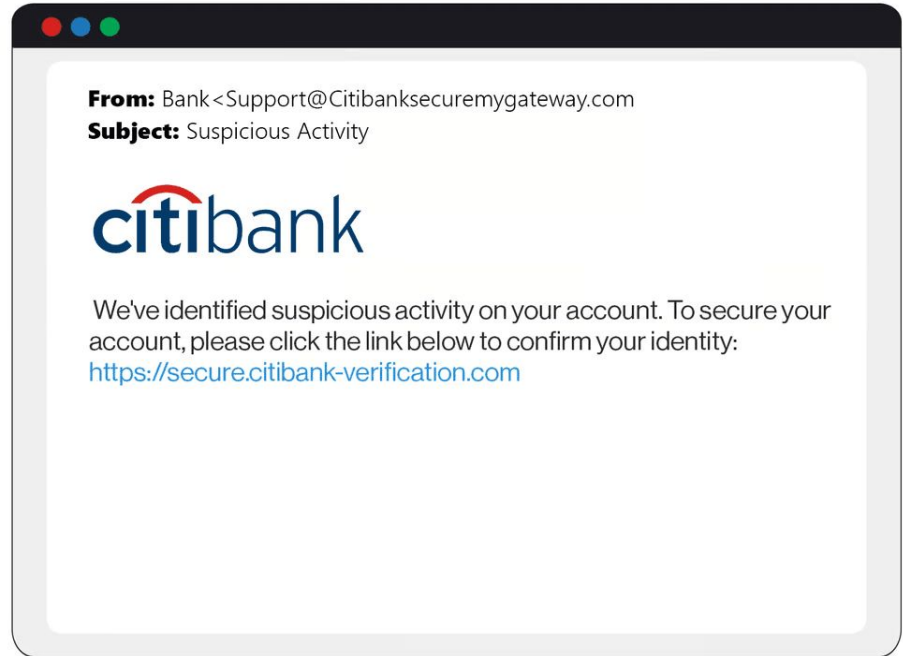 From: Bank<Support@Citibanksecuremygateway.com
Subject: Suspicious Activity
citibank
We've identified suspicious activity on your account. To secure your
account, please click the link below to confirm your identity:
https://secure.citibank-verification.com